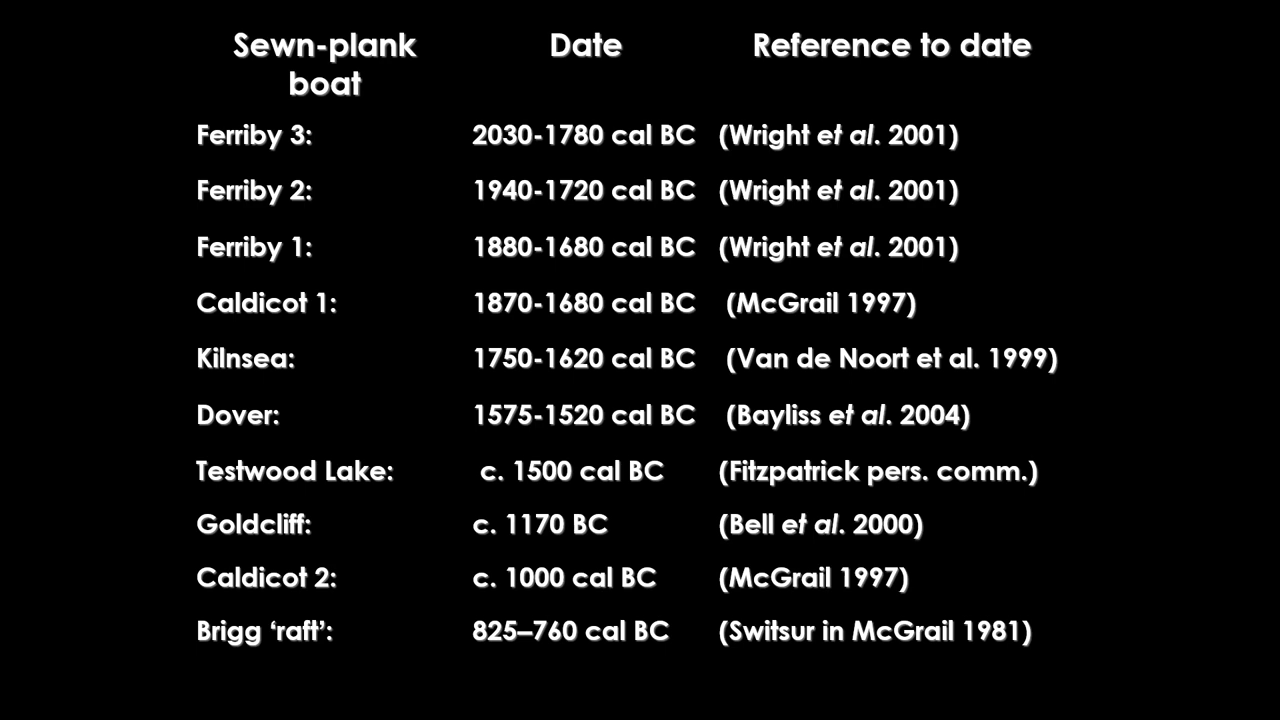 Sewn-plank boat Date Reference to date
Ferriby 3: 2030-1780 cal BC (Wright et al. 2001)
Ferriby 2: 1940-1720 cal BC (Wright et al. 2001)
Ferriby 1: 1880-1680 cal BC (Wright et al. 2001)
Caldicot 1: 1870-1680 cal BC (McGrail 1997)
Kilnsea: 1750-1620 cal BC (Van de Noort et al. 1999)
Dover: 1575-1520 cal BC (Bayliss et al. 2004)
Testwood Lake: c. 1500 cal BC (Fitzpatrick pers. comm.)
Goldcliff: c. 1170 BC (Bell et al. 2000)
Caldicot 2: c. 1000 cal BC (McGrail 1997)
Brigg ‘raft’: 825–760 cal BC (Switsur in McGrail 1981)